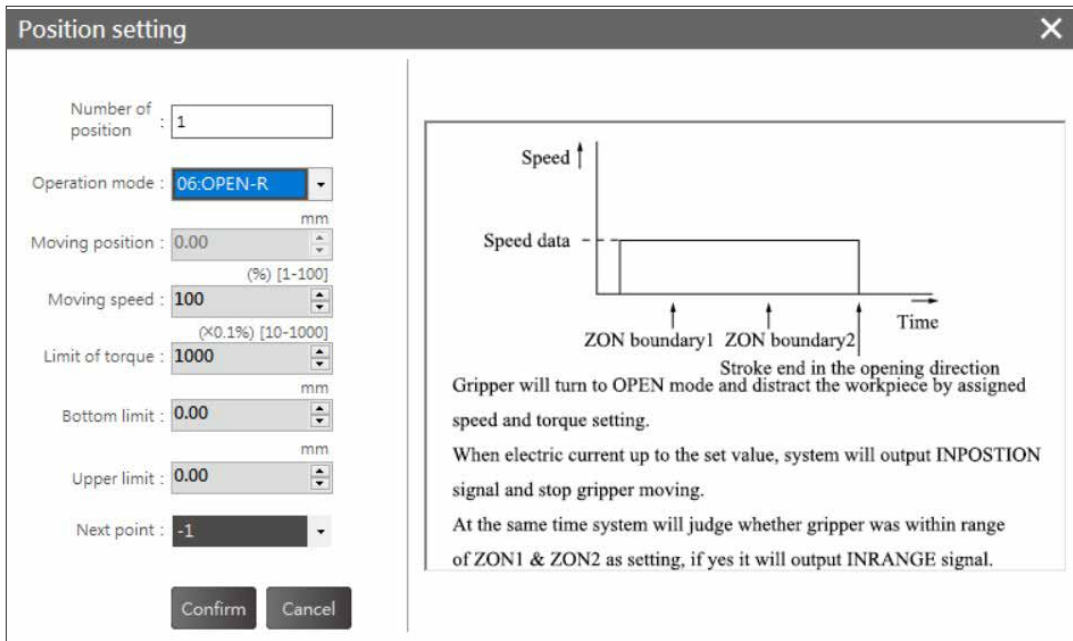 Position setting
Number of
position : 1
Operation mode : 06:OPEN-R
mm
Moving position : 0.00
(%) [1-100]
Moving speed : 100
(×0.1%) [10-1000]
Limit of torque : 1000
mm
Bottom limit : 0.00
mm
Upper limit : 0.00
Next point : -1
Confirm Cancel
Speed
Speed data
Time
ZON boundary1 ZON boundary2
Stroke end in the opening direction
Gripper will turn to OPEN mode and distract the workpiece by assigned
speed and torque setting.
When electric current up to the set value, system will output INPOSTION
signal and stop gripper moving.
At the same time system will judge whether gripper was within range
of ZON1 & ZON2 as setting, if yes it will output INRANGE signal.